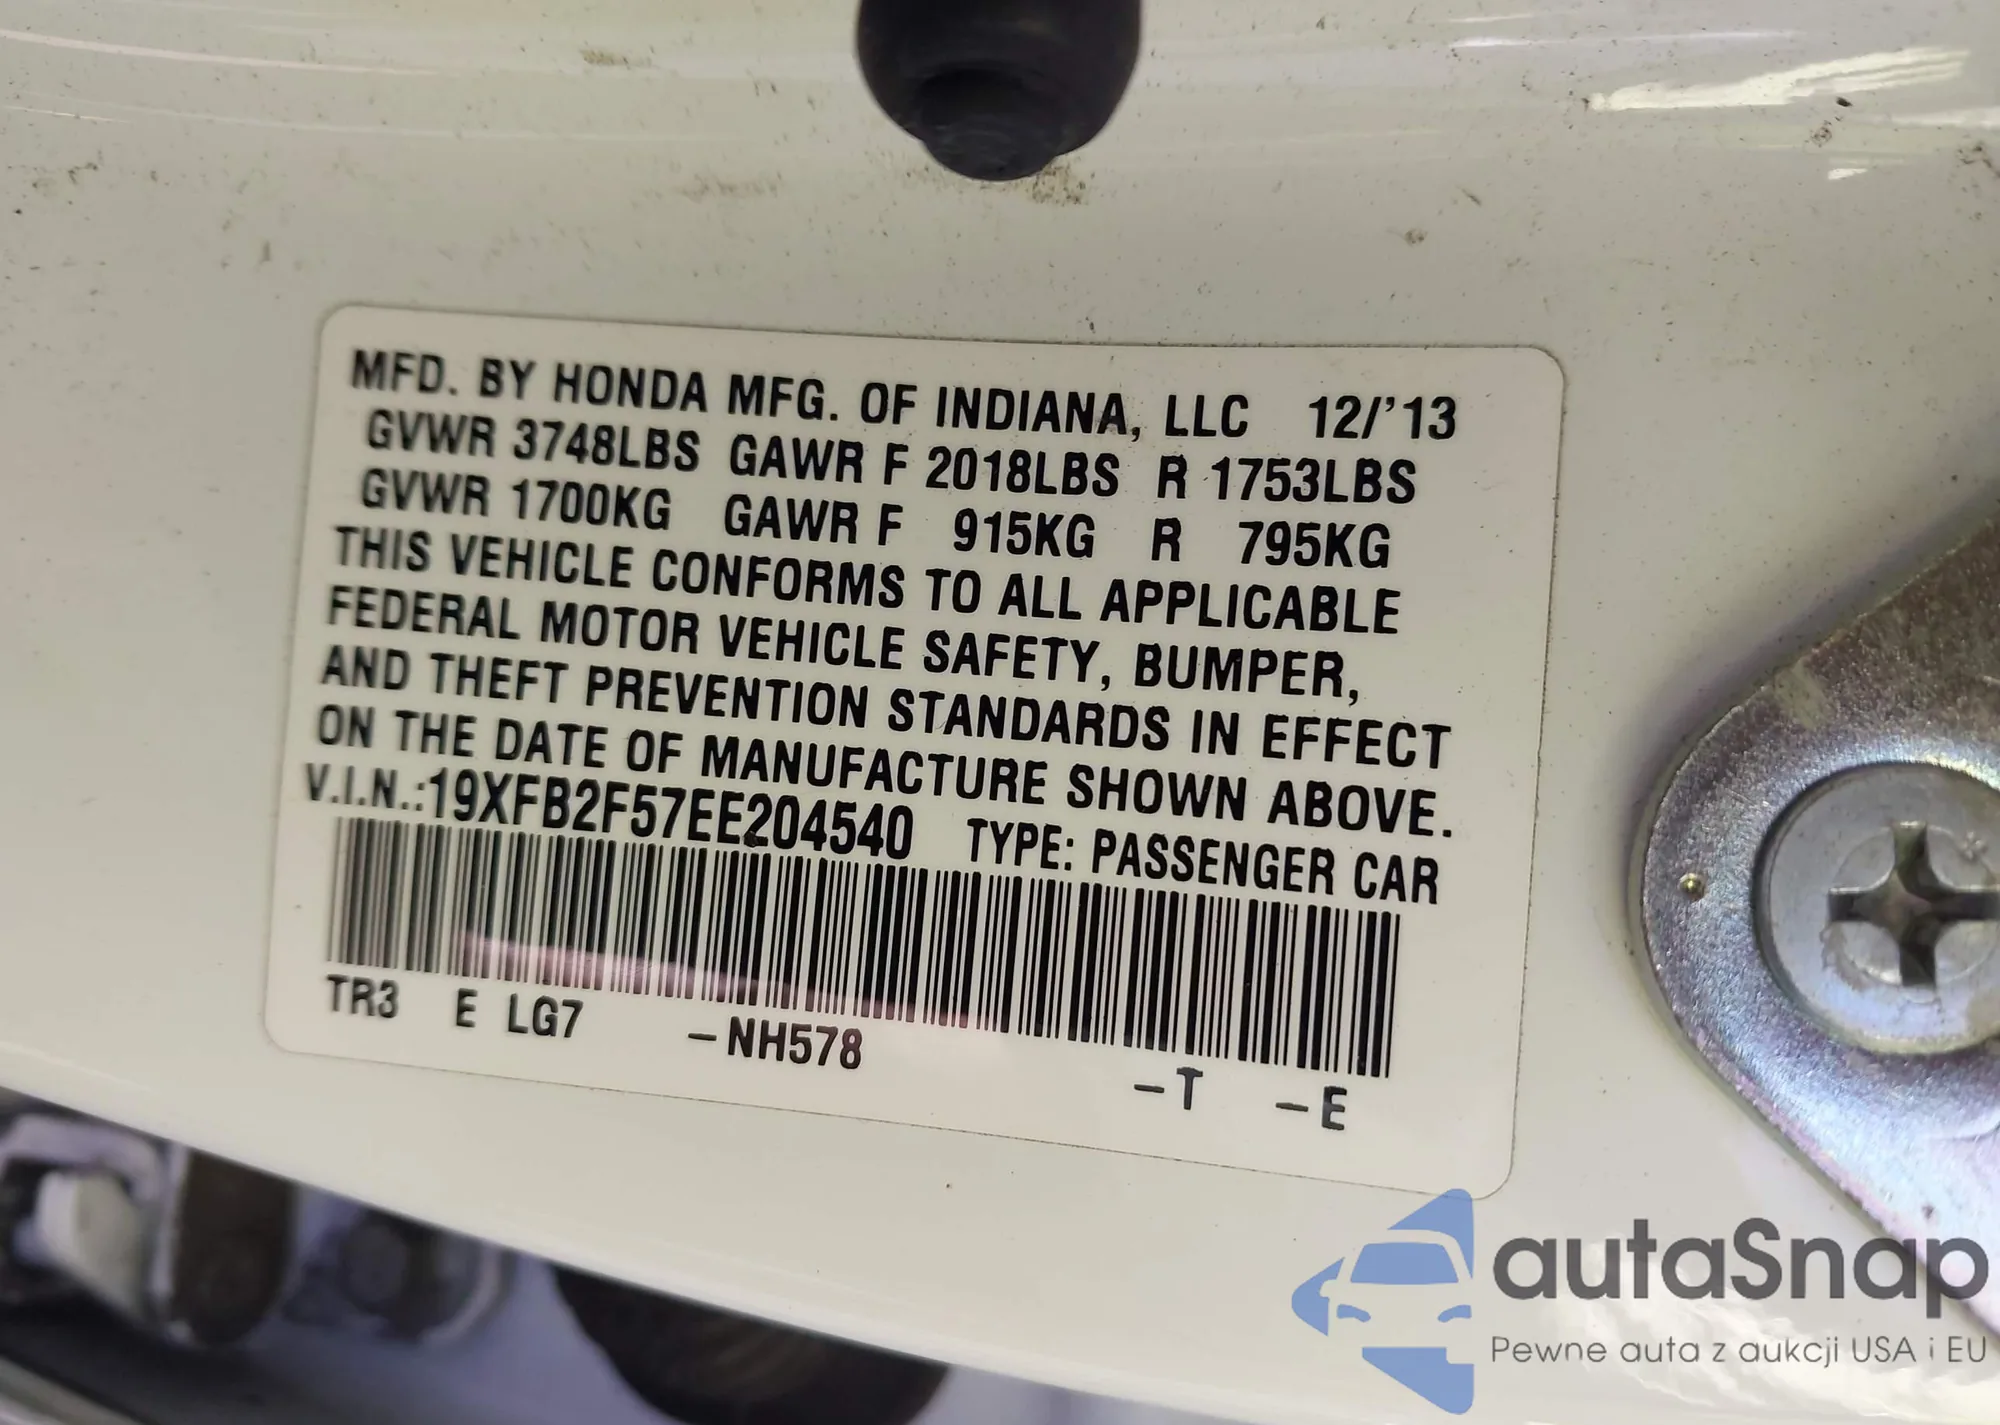 MFD. BY HONDA MFG. OF INDIANA, LLC 12/'13
GVWR 3748LBS GAWR F 2018LBS R 1753LBS
GVWR 1700KG GAWR F 915KG R 795KG
THIS VEHICLE CONFORMS TO ALL APPLICABLE
FEDERAL MOTOR VEHICLE SAFETY, BUMPER,
AND THEFT PREVENTION STANDARDS IN EFFECT
ON THE DATE OF MANUFACTURE SHOWN ABOVE.
V.I.N.:19XFB2F57EE204540 TYPE: PASSENGER CAR
TR3 E LG7 -NH578 -T -E
autaSnap
Pewne auta z aukcji USA i EU